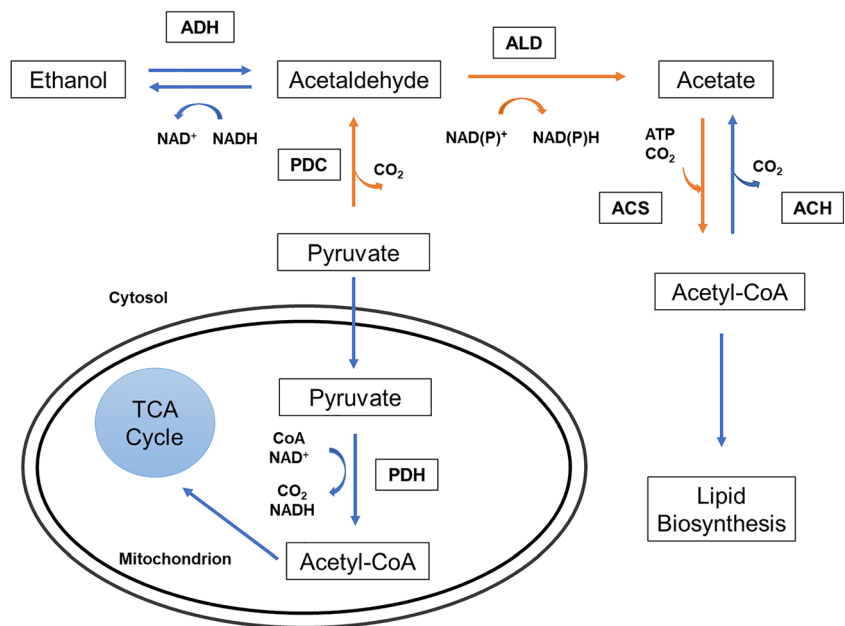 ADH
ALD
Ethanol
Acetaldehyde
Acetate
NAD⁺ NADH
NAD(P)⁺ NAD(P)H
ATP
CO₂
CO₂
PDC
CO₂
ACS
ACH
Pyruvate
Acetyl-CoA
Cytosol
Pyruvate
TCA
Cycle
CoA
NAD⁺
CO₂
NADH
PDH
Lipid
Biosynthesis
Mitochondrion
Acetyl-CoA